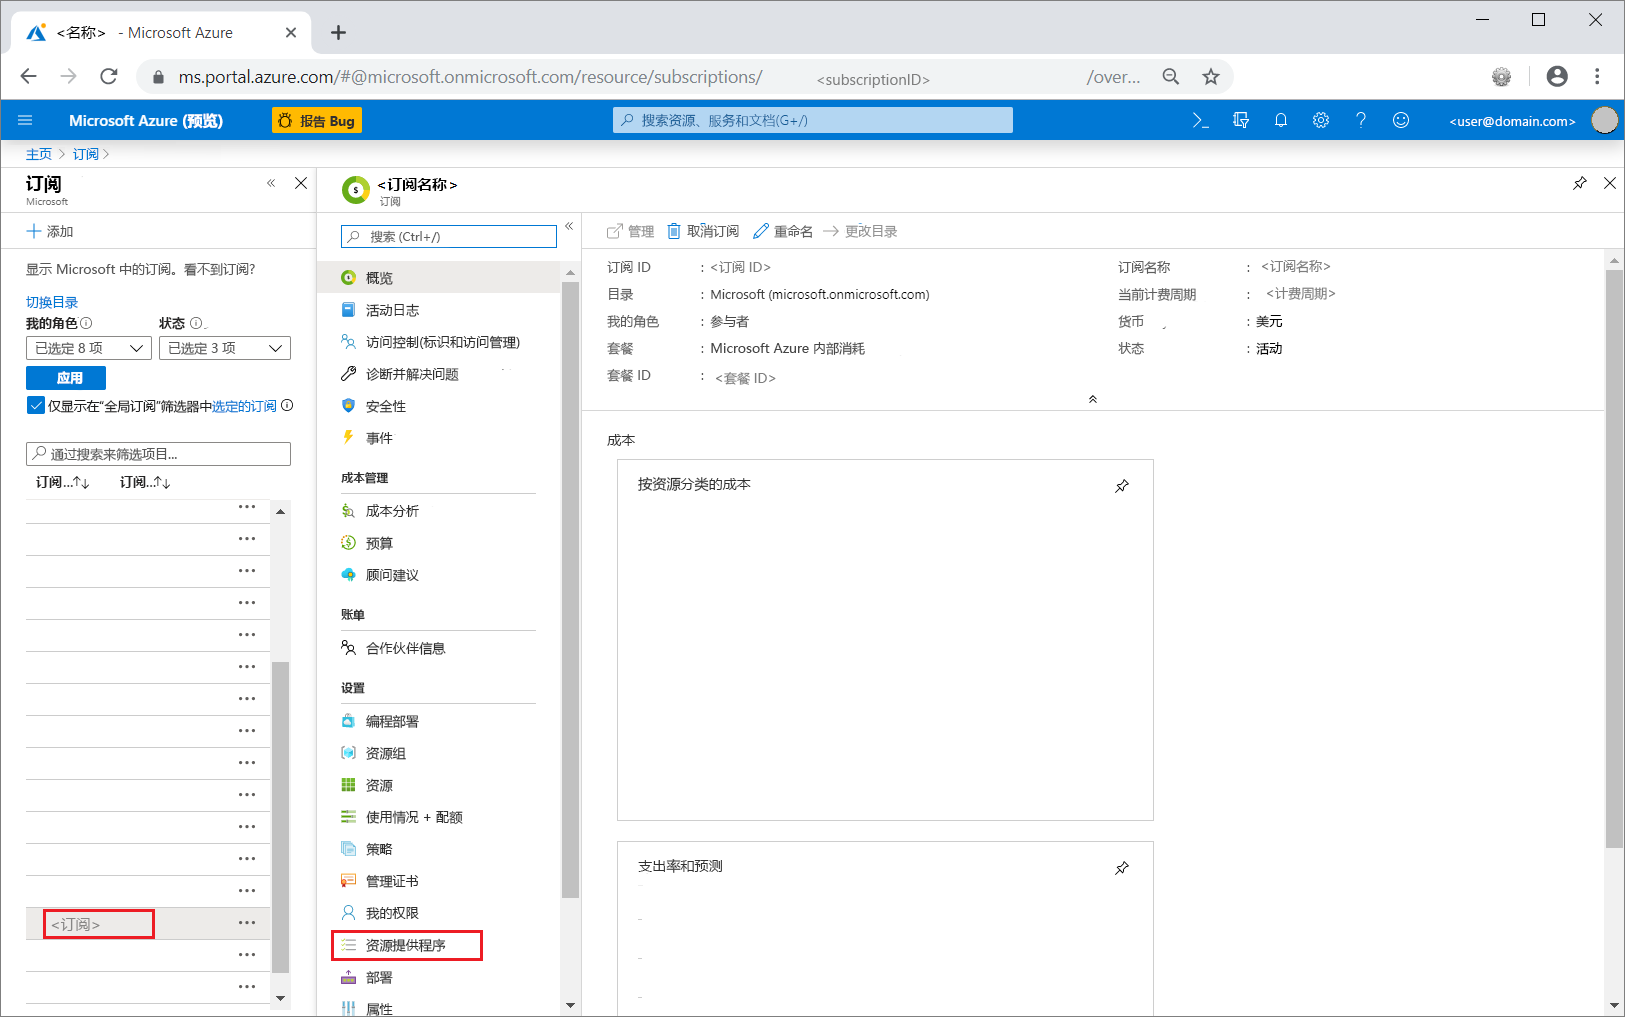 <名称> - Microsoft Azure
ms.portal.azure.com/#@microsoft.onmicrosoft.com/resource/subscriptions/ <subscriptionID> /over...
Microsoft Azure (预览)
报告 Bug
搜索资源、服务和文档(G+/)
<user@domain.com>
主页 > 订阅 >
订阅
Microsoft
添加
显示 Microsoft 中的订阅。看不到订阅?
切换目录
我的角色 状态
已选定 8 项 已选定 3 项
应用
仅显示在“全局订阅”筛选器中选定的订阅
通过搜索来筛选项目...
订阅...↑↓ 订阅...↑↓
<订阅>
<订阅名称>
订阅
搜索 (Ctrl+/)
概览
活动日志
访问控制(标识和访问管理)
诊断并解决问题
安全性
事件
成本管理
成本分析
预算
顾问建议
账单
合作伙伴信息
设置
编程部署
资源组
资源
使用情况 + 配额
策略
管理证书
我的权限
资源提供程序
部署
属性
管理 取消订阅 重命名 更改目录
订阅 ID : <订阅 ID>
目录 : Microsoft (microsoft.onmicrosoft.com)
我的角色 : 参与者
套餐 : Microsoft Azure 内部消耗
套餐 ID : <套餐 ID>
订阅名称 : <订阅名称>
当前计费周期 : <计费周期>
货币 : 美元
状态 : 活动
成本
按资源分类的成本
支出率和预测